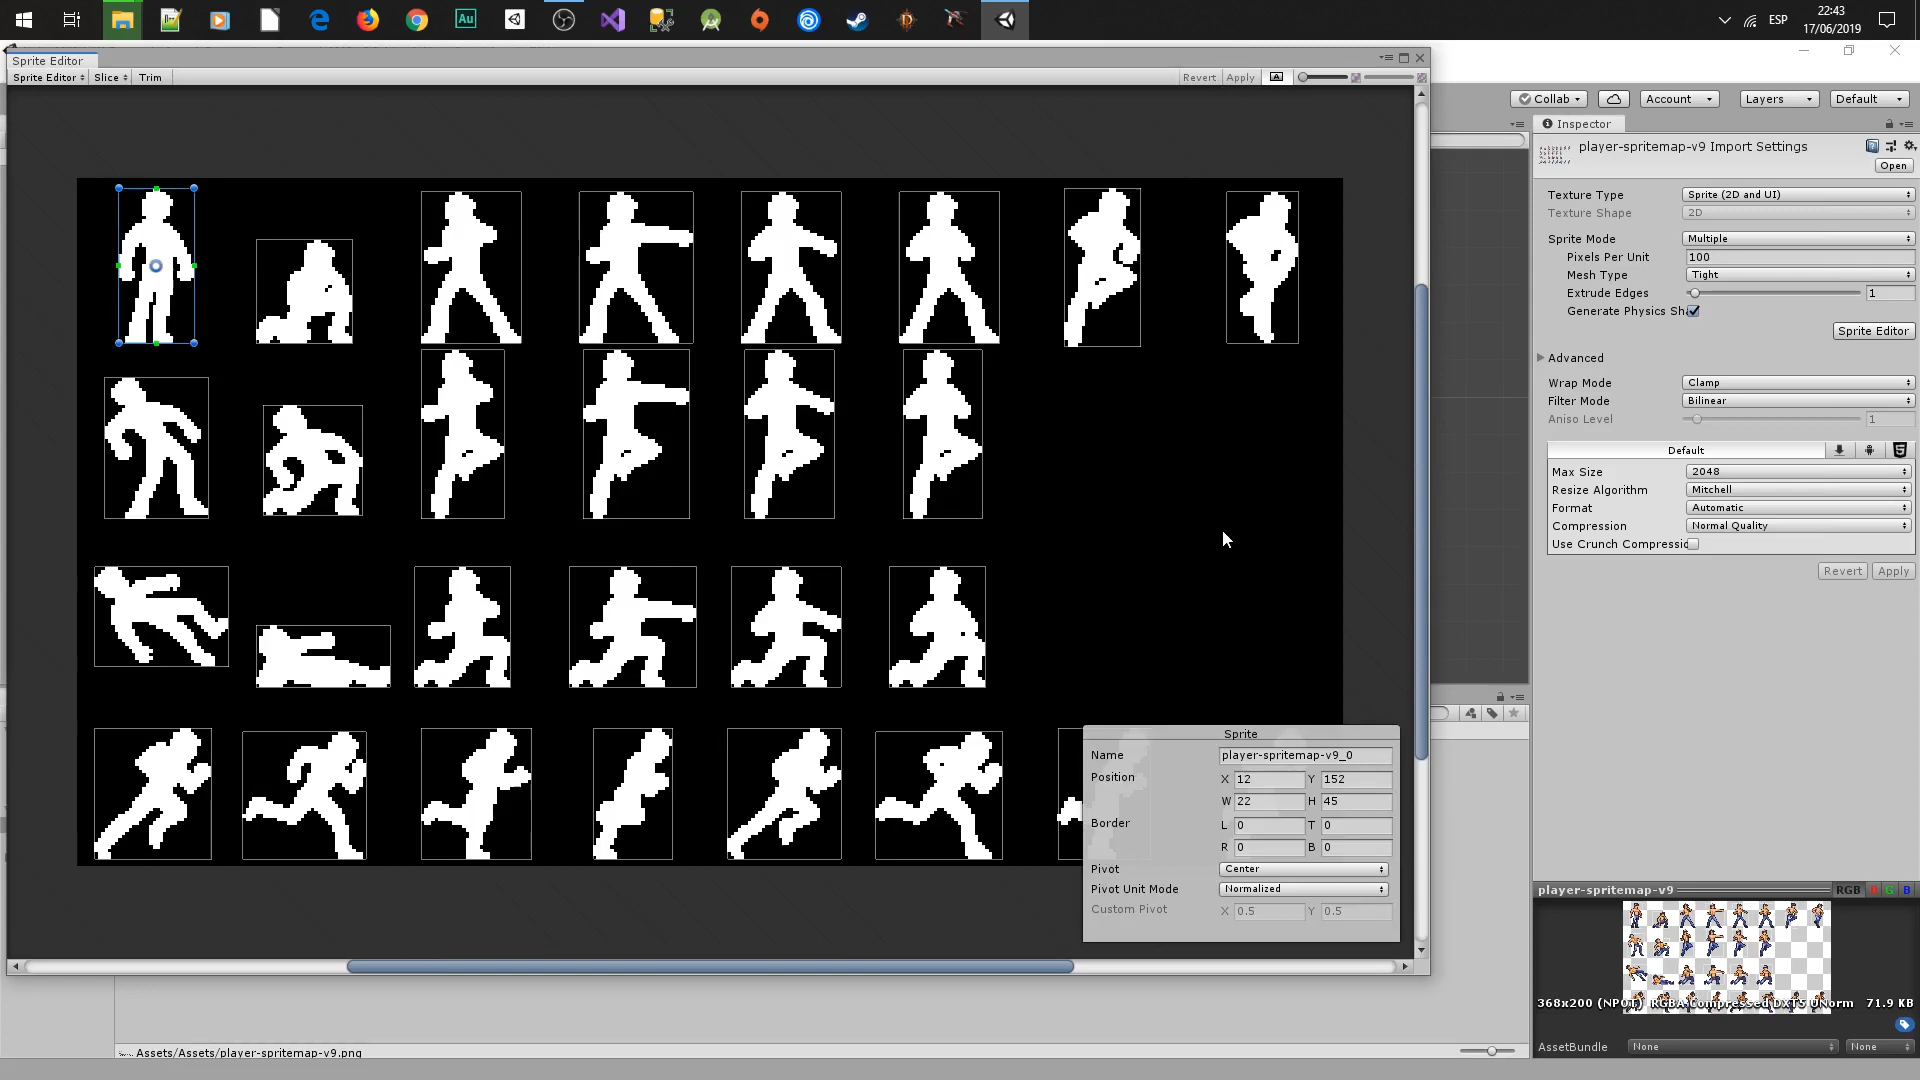 Au
ESP
22:43
17/06/2019
Sprite Editor
Sprite Editor Slice Trim
Revert Apply
Collab Account Layers Default
Inspector
player-spritemap-v9 Import Settings
Open
Texture Type Sprite (2D and UI)
Texture Shape 2D
Sprite Mode Multiple
Pixels Per Unit 100
Mesh Type Tight
Extrude Edges 1
Generate Physics Sha
Sprite Editor
Advanced
Wrap Mode Clamp
Filter Mode Bilinear
Aniso Level 1
Default
Max Size 2048
Resize Algorithm Mitchell
Format Automatic
Compression Normal Quality
Use Crunch Compressio
Revert Apply
Sprite
Name player-spritemap-v9_0
Position X 12 Y 152
W 22 H 45
Border L 0 T 0
R 0 B 0
Pivot Center
Pivot Unit Mode Normalized
Custom Pivot X 0.5 Y 0.5
player-spritemap-v9 RGB R G B
368x200 (NPOT) RGBA Compressed DXT5 UNorm 71.9 KB
AssetBundle None None
Assets/Assets/player-spritemap-v9.png